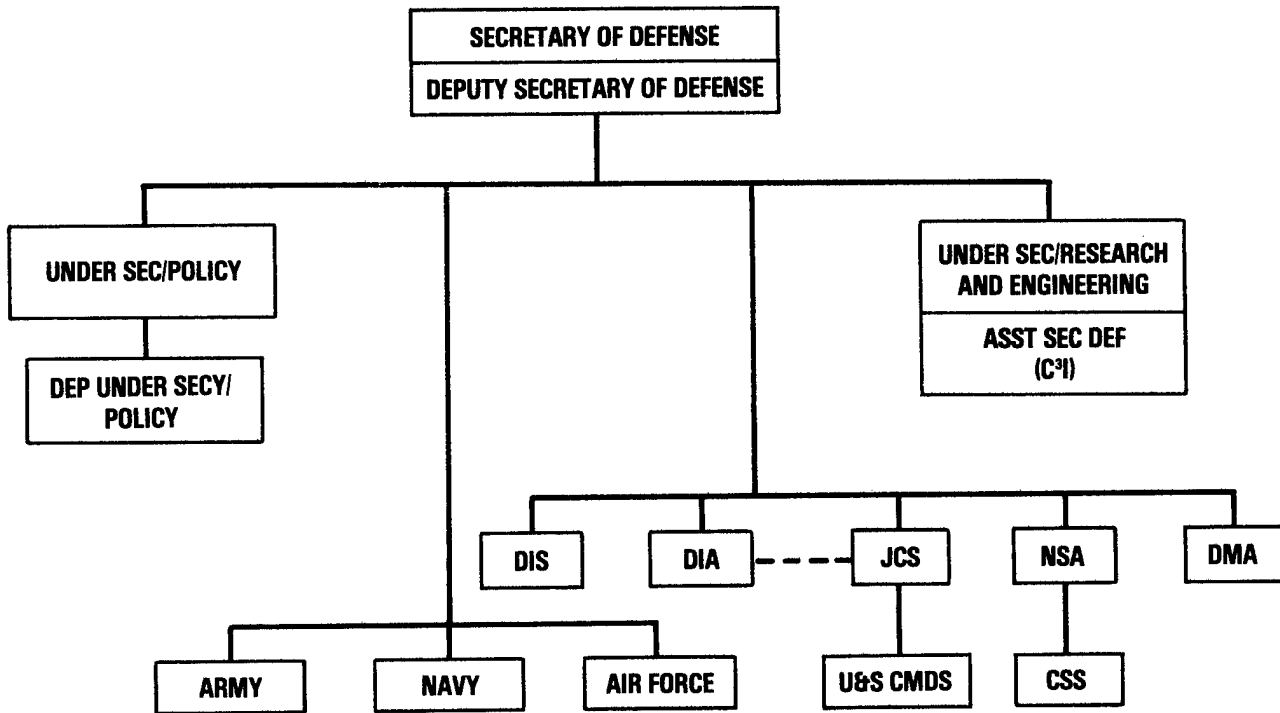 SECRETARY OF DEFENSE
DEPUTY SECRETARY OF DEFENSE
UNDER SEC/POLICY
DEP UNDER SECY/
POLICY
UNDER SEC/RESEARCH
AND ENGINEERING
ASST SEC DEF
(C³I)
DIS
DIA
JCS
NSA
DMA
ARMY
NAVY
AIR FORCE
U&S CMDS
CSS